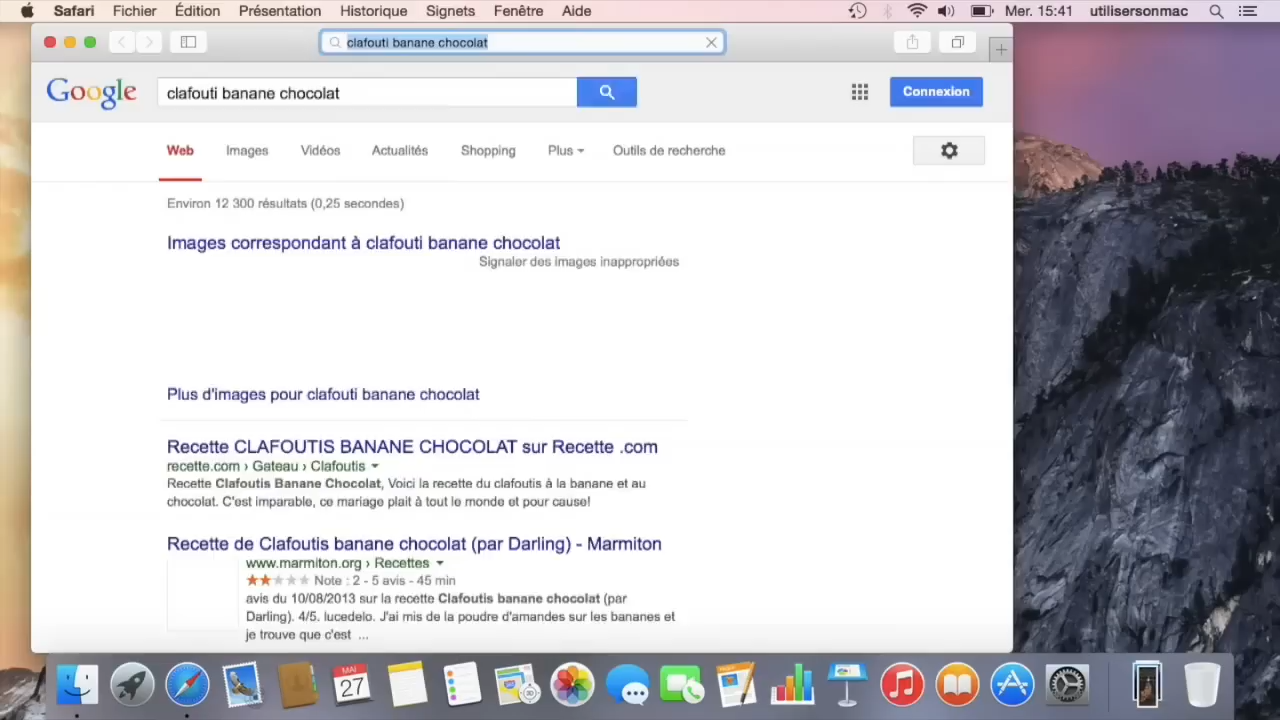 Safari Fichier Édition Présentation Historique Signets Fenêtre Aide Mer. 15:41 utilisersonmac
clafouti banane chocolat
Google clafouti banane chocolat Connexion
Web Images Vidéos Actualités Shopping Plus Outils de recherche
Environ 12 300 résultats (0,25 secondes)
Images correspondant à clafouti banane chocolat
Signaler des images inappropriées
Plus d'images pour clafouti banane chocolat
Recette CLAFOUTIS BANANE CHOCOLAT sur Recette .com
recette.com › Gateau › Clafoutis
Recette Clafoutis Banane Chocolat, Voici la recette du clafoutis à la banane et au
chocolat. C'est imparable, ce mariage plait à tout le monde et pour cause!
Recette de Clafoutis banane chocolat (par Darling) - Marmiton
www.marmiton.org › Recettes
Note : 2 - 5 avis - 45 min
avis du 10/08/2013 sur la recette Clafoutis banane chocolat (par
Darling). 4/5. lucedelo. J'ai mis de la poudre d'amandes sur les bananes et
je trouve que c'est ...
MAI
27